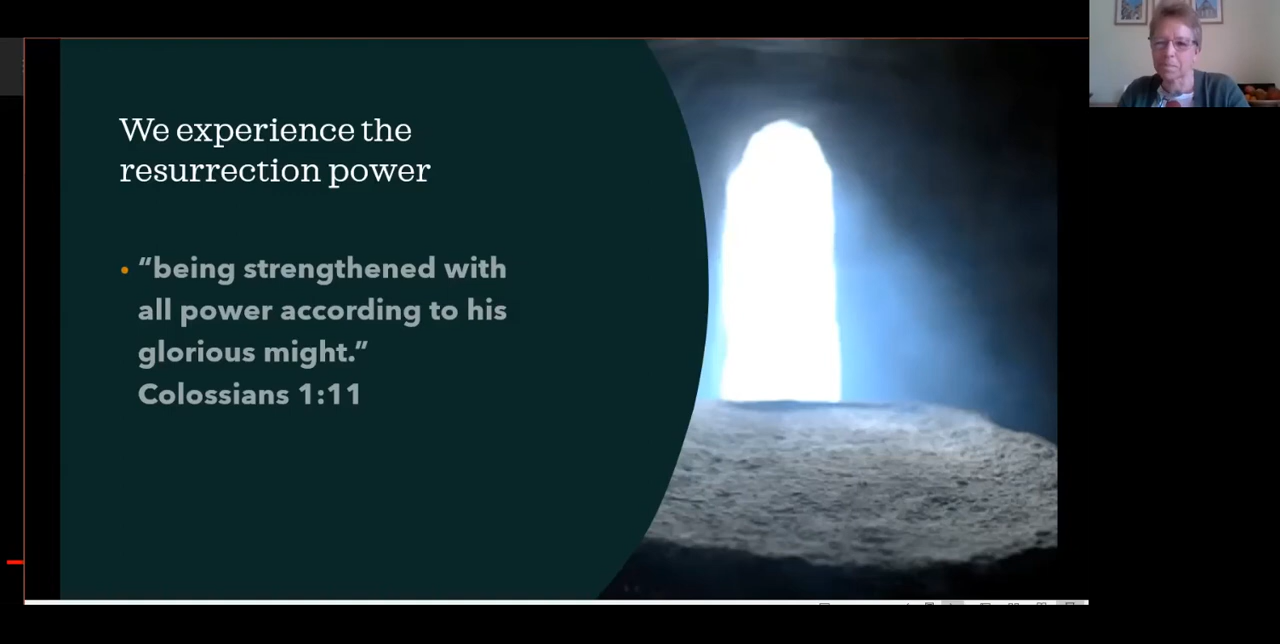 We experience the
resurrection power
“being strengthened with
all power according to his
glorious might.”
Colossians 1:11